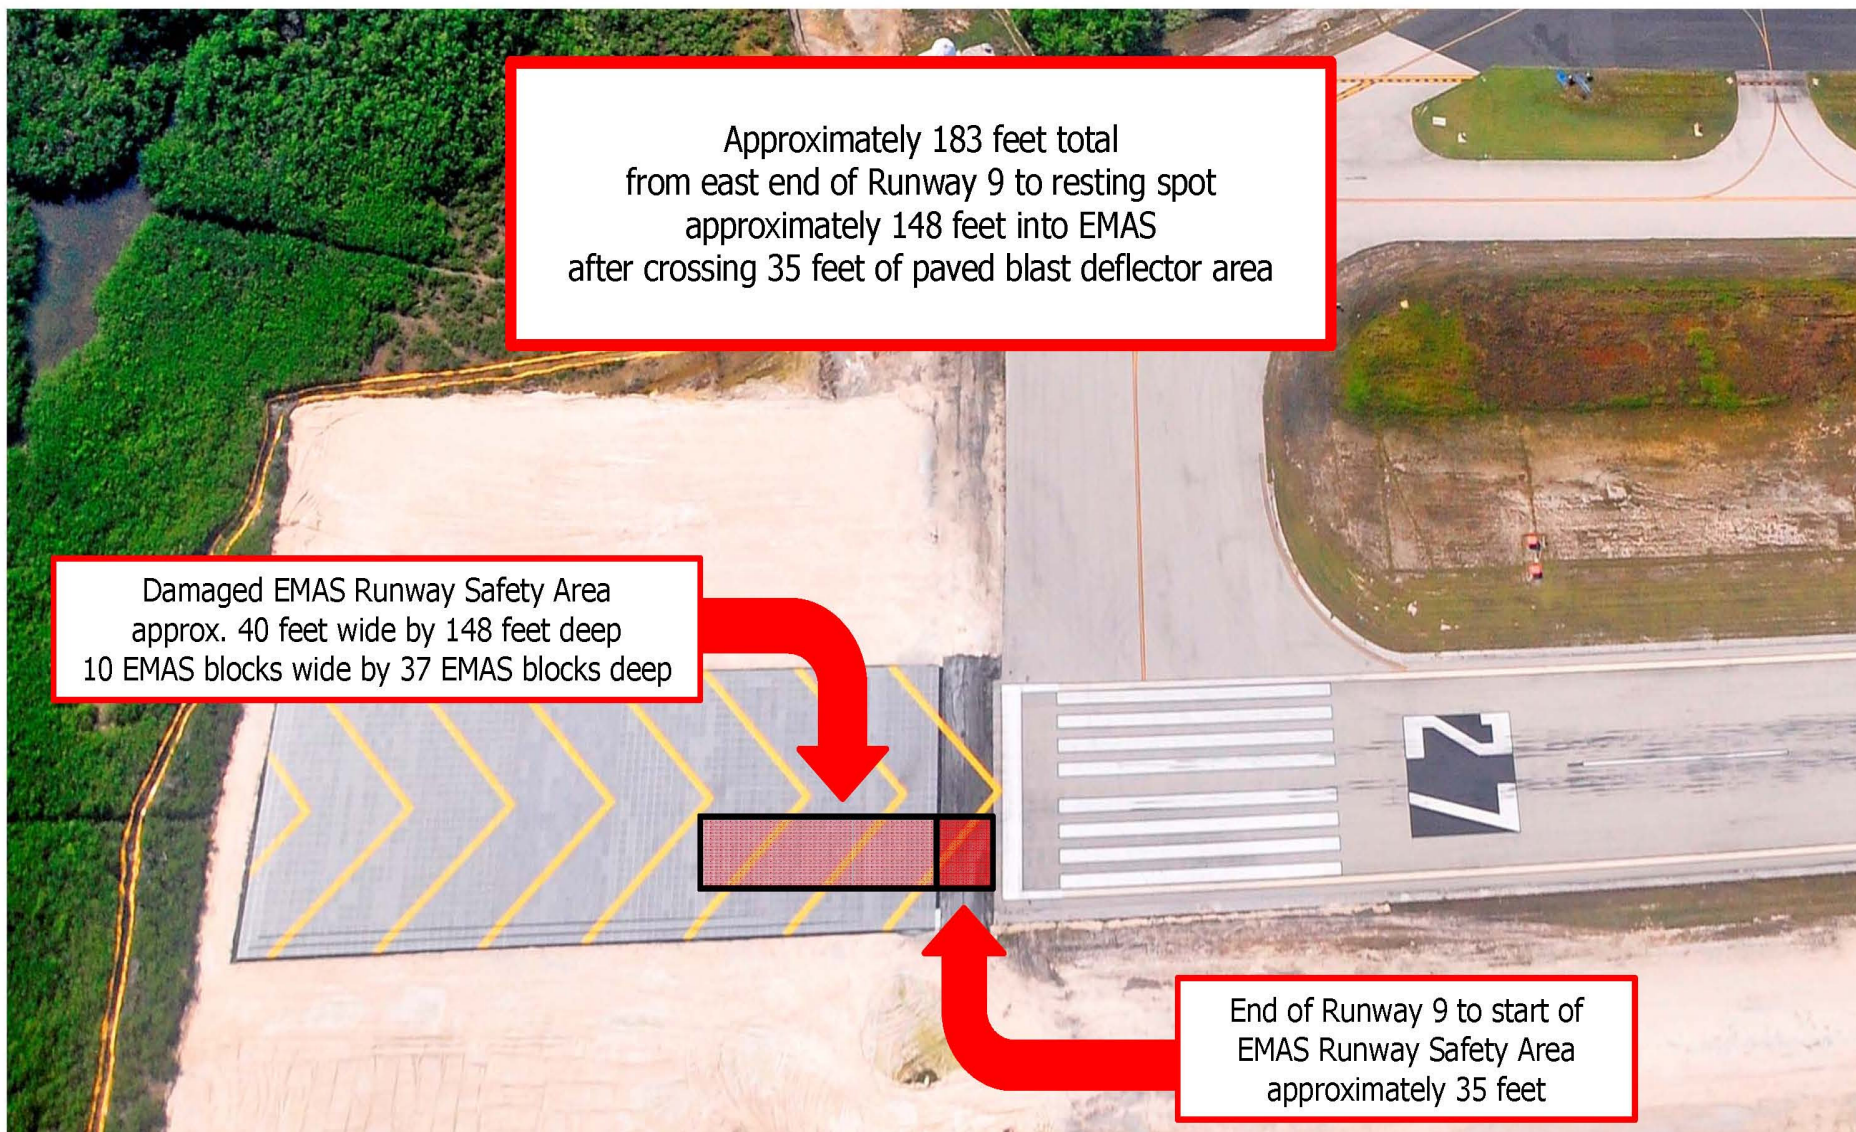 Approximately 183 feet total
from east end of Runway 9 to resting spot
approximately 148 feet into EMAS
after crossing 35 feet of paved blast deflector area
Damaged EMAS Runway Safety Area
approx. 40 feet wide by 148 feet deep
10 EMAS blocks wide by 37 EMAS blocks deep
27
End of Runway 9 to start of
EMAS Runway Safety Area
approximately 35 feet